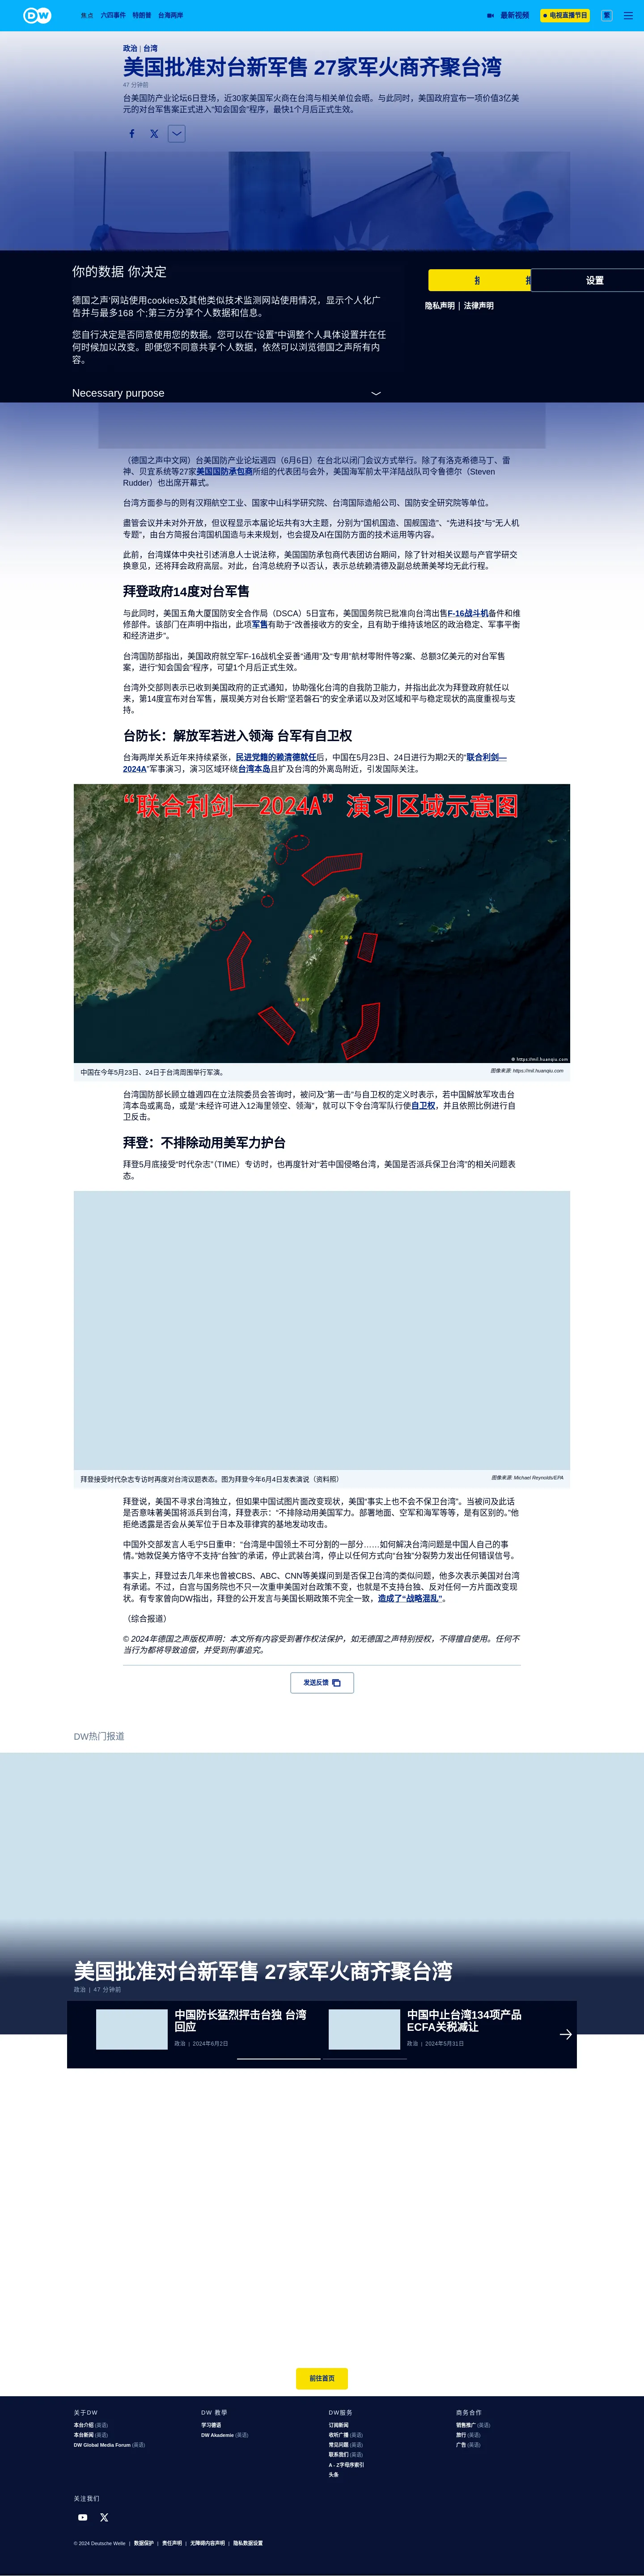 DW
焦点 六四事件 特朗普 台海两岸
最新视频
电视直播节目
繁
政治 | 台湾
美国批准对台新军售 27家军火商齐聚台湾
47 分钟前
台美国防产业论坛6日登场，近30家美国军火商在台湾与相关单位会晤。与此同时，美国政府宣布一项价值3亿美
元的对台军售案正式进入“知会国会”程序，最快1个月后正式生效。
你的数据 你决定
德国之声'网站使用cookies及其他类似技术监测网站使用情况，显示个人化广
告并与最多168 个;第三方分享个人数据和信息。
您自行决定是否同意使用您的数据。您可以在“设置”中调整个人具体设置并在任
何时候加以改变。即便您不同意共享个人数据，依然可以浏览德国之声所有内
容。
Necessary purpose
设置
隐私声明 | 法律声明
（德国之声中文网）台美国防产业论坛週四（6月6日）在台北以闭门会议方式举行。除了有洛克希德马丁、雷
神、贝宜系统等27家美国国防承包商所组的代表团与会外，美国海军前太平洋陆战队司令鲁德尔（Steven
Rudder）也出席开幕式。
台湾方面参与的则有汉翔航空工业、国家中山科学研究院、台湾国际造船公司、国防安全研究院等单位。
盡管会议并未对外开放，但议程显示本届论坛共有3大主题，分别为“国机国造、国舰国造”、“先进科技”与“无人机
专题”，由台方简报台湾国机国造与未来规划，也会提及AI在国防方面的技术运用等内容。
此前，台湾媒体中央社引述消息人士说法称，美国国防承包商代表团访台期间，除了针对相关议题与产官学研交
换意见，还将拜会政府高层。对此，台湾总统府予以否认，表示总统赖清德及副总统萧美琴均无此行程。
拜登政府14度对台军售
与此同时，美国五角大厦国防安全合作局（DSCA）5日宣布，美国国务院已批准向台湾出售F-16战斗机备件和维
修部件。该部门在声明中指出，此项军售有助于“改善接收方的安全，且有助于维持该地区的政治稳定、军事平衡
和经济进步”。
台湾国防部指出，美国政府就空军F-16战机全妥善“通用”及“专用”航材零附件等2案、总额3亿美元的对台军售
案，进行“知会国会”程序，可望1个月后正式生效。
台湾外交部则表示已收到美国政府的正式通知，协助强化台湾的自我防卫能力，并指出此次为拜登政府就任以
来，第14度宣布对台军售，展现美方对台长期“坚若磐石”的安全承诺以及对区域和平与稳定现状的高度重视与支
持。
台防长：解放军若进入领海 台军有自卫权
台海两岸关系近年来持续紧张，民进党籍的赖清德就任后，中国在5月23日、24日进行为期2天的“联合利剑—
2024A”军事演习，演习区域环绕台湾本岛且扩及台湾的外离岛附近，引发国际关注。
“联合利剑—2024A”演习区域示意图
© https://mil.huanqiu.com
中国在今年5月23日、24日于台湾周围举行军演。
图像来源: https://mil.huanqiu.com
台湾国防部长顾立雄週四在立法院委员会答询时，被问及“第一击”与自卫权的定义时表示，若中国解放军攻击台
湾本岛或离岛，或是“未经许可进入12海里领空、领海”，就可以下令台湾军队行使自卫权，并且依照比例进行自
卫反击。
拜登：不排除动用美军力护台
拜登5月底接受“时代杂志”（TIME）专访时，也再度针对“若中国侵略台湾，美国是否派兵保卫台湾”的相关问题表
态。
拜登接受时代杂志专访时再度对台湾议题表态。图为拜登今年6月4日发表演说（资料照）
图像来源: Michael Reynolds/EPA
拜登说，美国不寻求台湾独立，但如果中国试图片面改变现状，美国“事实上也不会不保卫台湾”。当被问及此话
是否意味著美国将派兵到台湾，拜登表示：“不排除动用美国军力。部署地面、空军和海军等等，是有区别的。”他
拒绝透露是否会从美军位于日本及菲律宾的基地发动攻击。
中国外交部发言人毛宁5日重申：“台湾是中国领土不可分割的一部分……如何解决台湾问题是中国人自己的事
情。”她敦促美方恪守不支持“台独”的承诺，停止武装台湾，停止以任何方式向“台独”分裂势力发出任何错误信号。
事实上，拜登过去几年来也曾被CBS、ABC、CNN等美媒问到是否保卫台湾的类似问题，他多次表示美国对台湾
有承诺。不过，白宫与国务院也不只一次重申美国对台政策不变，也就是不支持台独、反对任何一方片面改变现
状。有专家曾向DW指出，拜登的公开发言与美国长期政策不完全一致，造成了“战略混乱”。
（综合报道）
© 2024年德国之声版权声明：本文所有内容受到著作权法保护，如无德国之声特别授权，不得擅自使用。任何不
当行为都将导致追偿，并受到刑事追究。
发送反馈
DW热门报道
美国批准对台新军售 27家军火商齐聚台湾
政治 | 47 分钟前
中国防长猛烈抨击台独 台湾
回应
政治 | 2024年6月2日
中国中止台湾134项产品
ECFA关税减让
政治 | 2024年5月31日
前往首页
关于DW
本台介绍 (英语)
本台新闻 (英语)
DW Global Media Forum (英语)
DW 教學
学习德语
DW Akademie (英语)
DW服务
订阅新闻
收听广播 (英语)
常见问题 (英语)
联系我们 (英语)
A - Z字母序索引
头条
商务合作
销售推广 (英语)
旅行 (英语)
广告 (英语)
关注我们
© 2024 Deutsche Welle | 数据保护 | 责任声明 | 无障碍内容声明 | 隐私数据设置